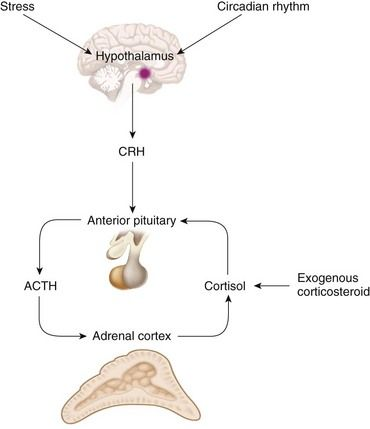 Stress
Circadian rhythm
Hypothalamus
CRH
Anterior pituitary
ACTH
Cortisol
Exogenous
corticosteroid
Adrenal cortex